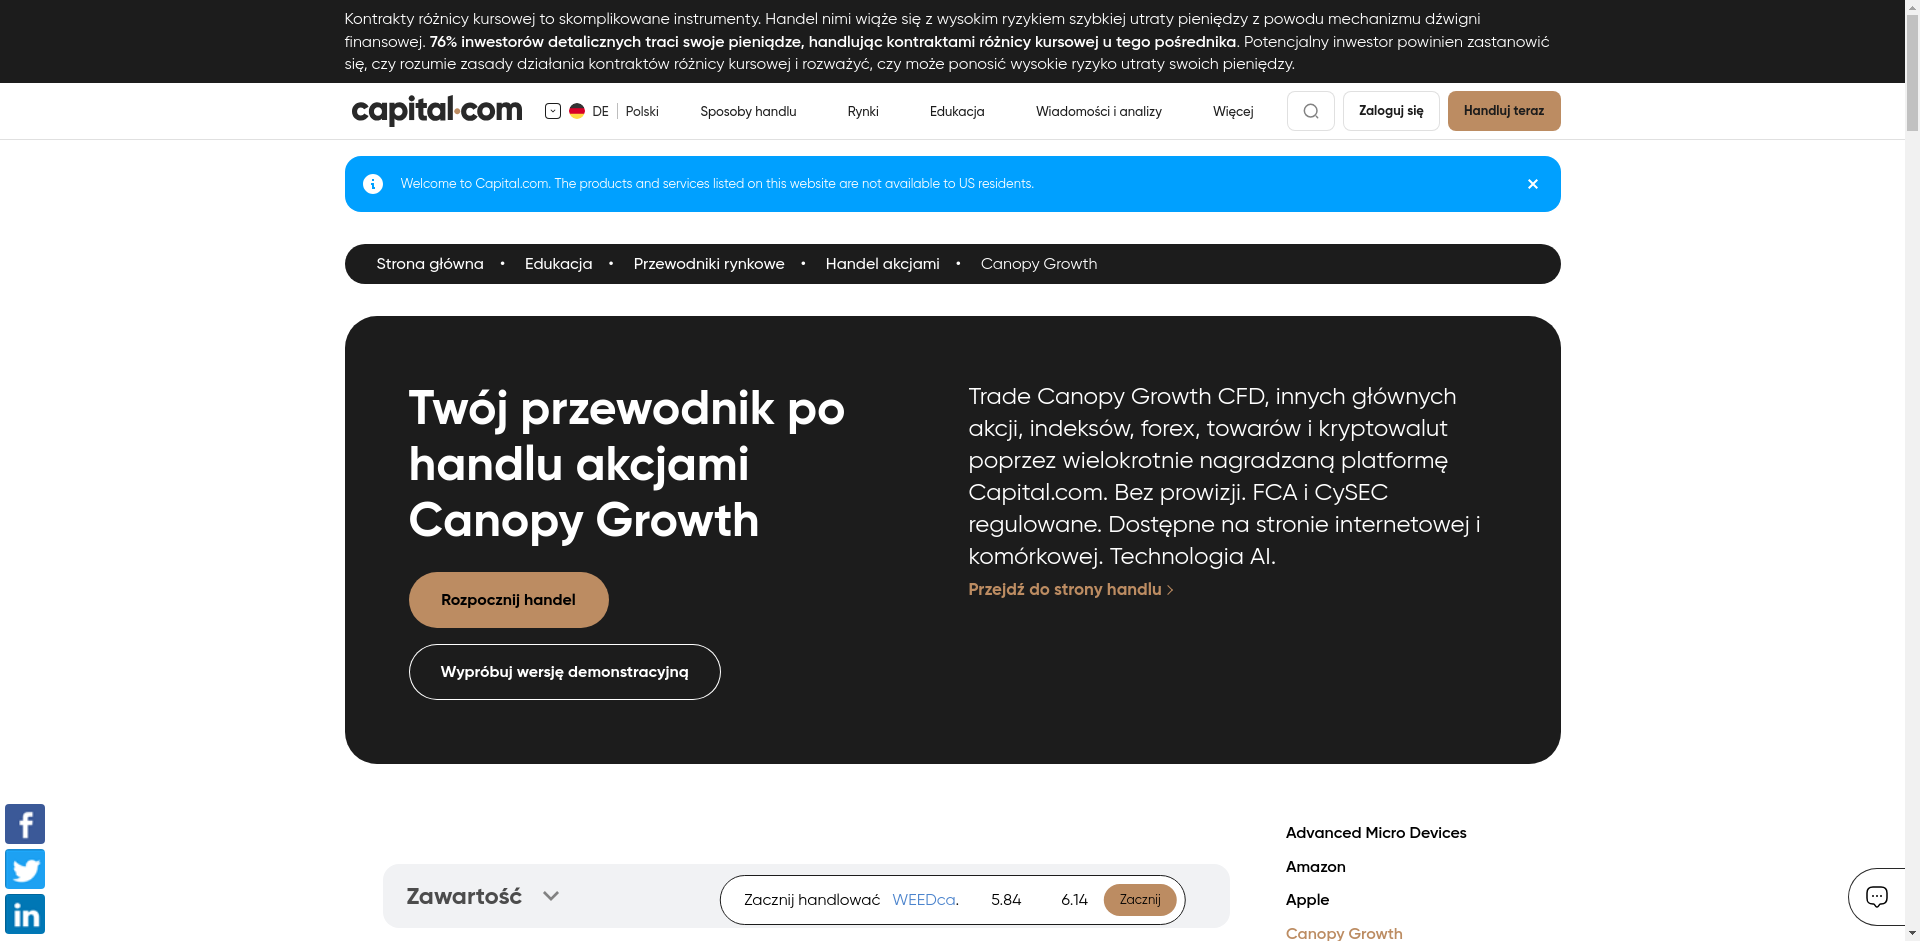 Kontrakty różnicy kursowej to skomplikowane instrumenty. Handel nimi wiąże się z wysokim ryzykiem szybkiej utraty pieniędzy z powodu mechanizmu dźwigni
finansowej. 76% inwestorów detalicznych traci swoje pieniądze, handlując kontraktami różnicy kursowej u tego pośrednika. Potencjalny inwestor powinien zastanowić
się, czy rozumie zasady działania kontraktów różnicy kursowej i rozważyć, czy może ponosić wysokie ryzyko utraty swoich pieniędzy.
capital.com DE Polski Sposoby handlu Rynki Edukacja Wiadomości i analizy Więcej Zaloguj się Handluj teraz
Welcome to Capital.com. The products and services listed on this website are not available to US residents.
Strona główna • Edukacja • Przewodniki rynkowe • Handel akcjami • Canopy Growth
Twój przewodnik po
handlu akcjami
Canopy Growth
Rozpocznij handel
Wypróbuj wersję demonstracyjną
Trade Canopy Growth CFD, innych głównych
akcji, indeksów, forex, towarów i kryptowalut
poprzez wielokrotnie nagradzaną platformę
Capital.com. Bez prowizji. FCA i CySEC
regulowane. Dostępne na stronie internetowej i
komórkowej. Technologia AI.
Przejdź do strony handlu
Zawartość
Zacznij handlować WEEDca. 5.84 6.14 Zacznij
Advanced Micro Devices
Amazon
Apple
Canopy Growth